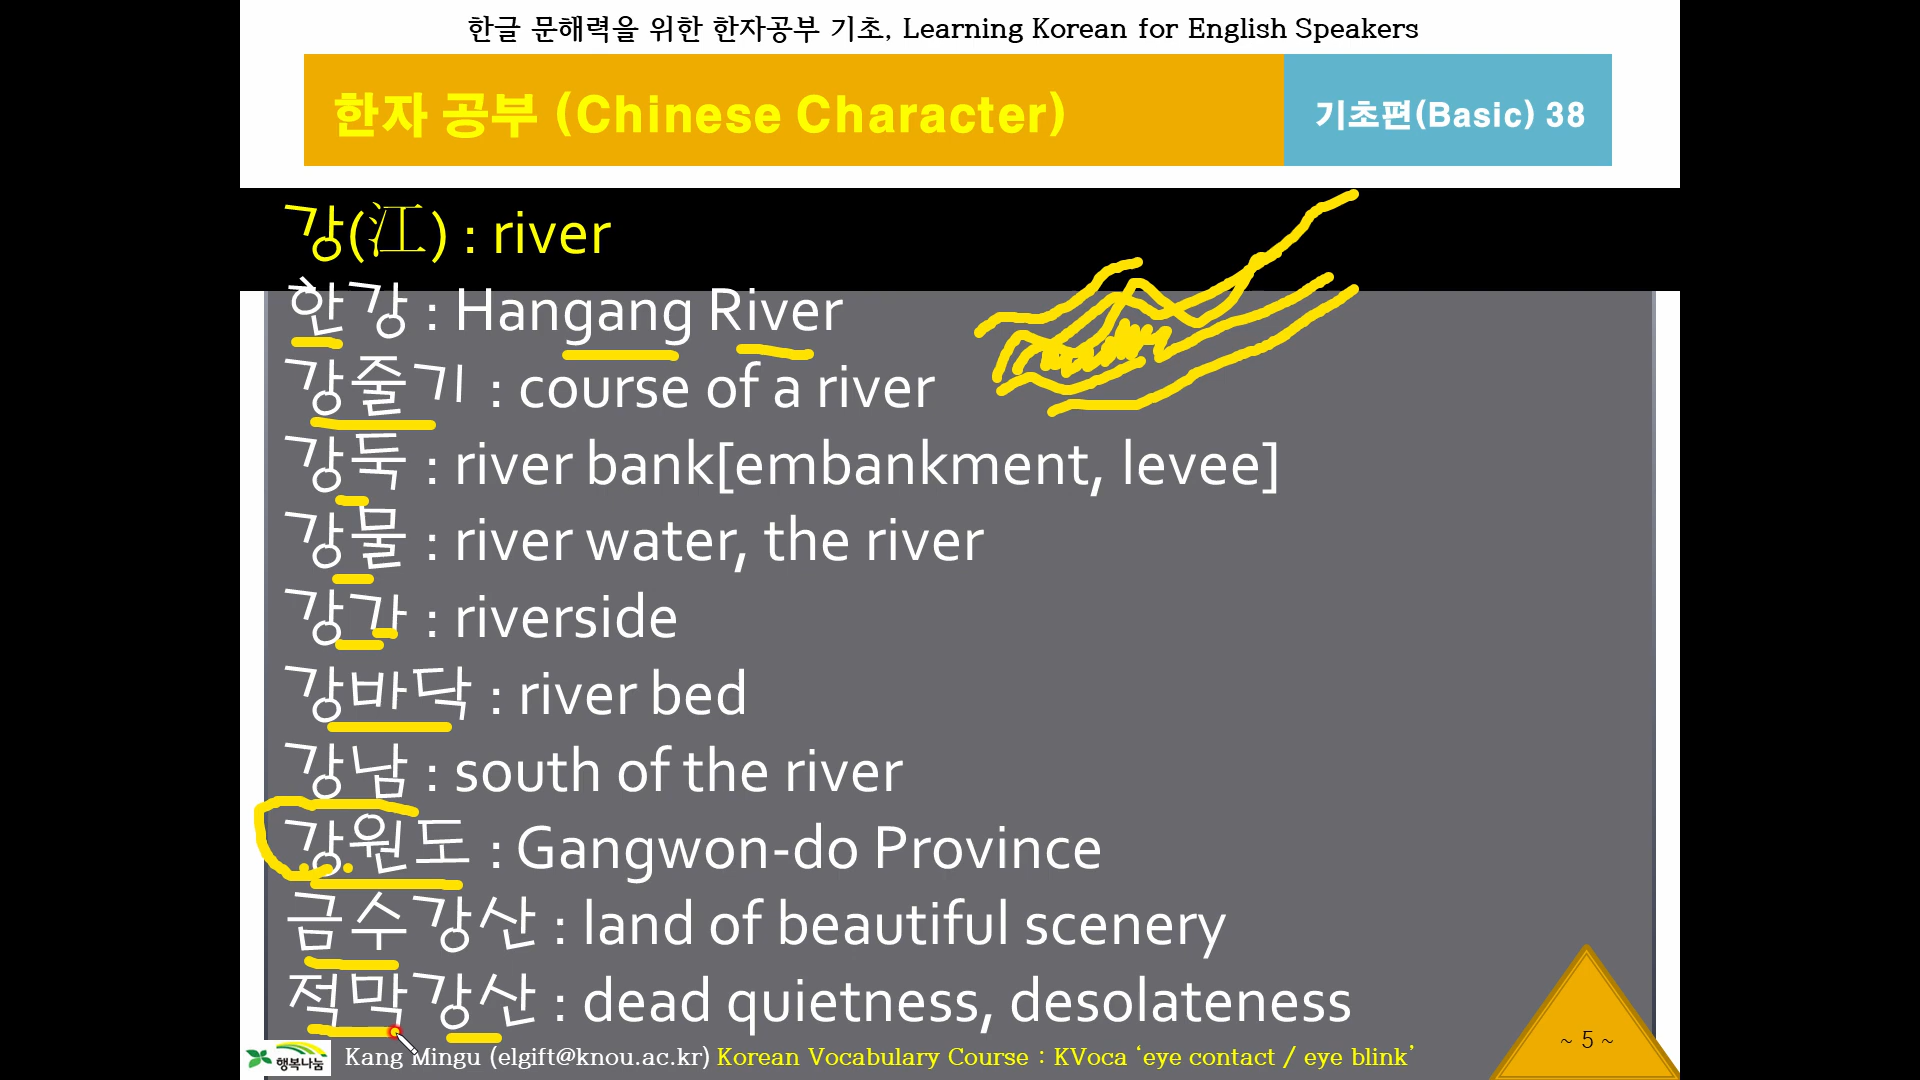 한글 문해력을 위한 한자공부 기초, Learning Korean for English Speakers
한자 공부 (Chinese Character)
기초편(Basic) 38
강(江) : river
한강 : Hangang River
강줄기 : course of a river
강둑 : river bank[embankment, levee]
강물 : river water, the river
강가 : riverside
강바닥 : river bed
강남 : south of the river
강원도 : Gangwon-do Province
금수강산 : land of beautiful scenery
적막강산 : dead quietness, desolateness
~ 5 ~
행복나눔
Kang Mingu (elgift@knou.ac.kr) Korean Vocabulary Course : KVoca ‘eye contact / eye blink’